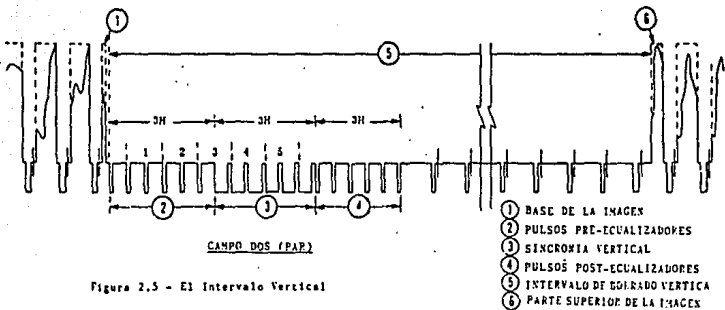 1
6
5
3H 3H 3H
1 2 3 4 5
2 3 4
CAMPO DOS (PAR)
1 BASE DE LA IMAGEN
2 PULSOS PRE-ECUALIZADORES
3 SINCRONIA VERTICAL
4 PULSOS POST-ECUALIZADORES
5 INTERVALO DE BORRADO VERTICA
6 PARTE SUPERIOR DE LA IMAGEN
Figura 2.5 - El Intervalo Vertical